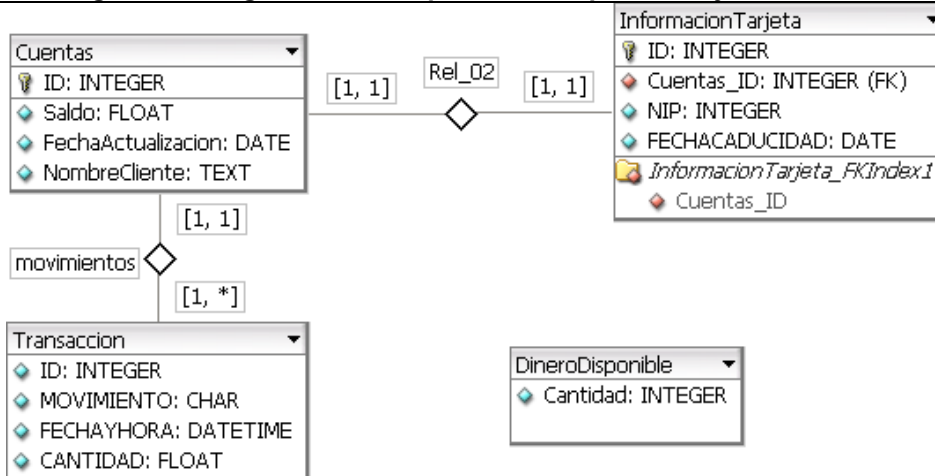 Cuentas
ID: INTEGER
Saldo: FLOAT
FechaActualizacion: DATE
NombreCliente: TEXT
[1, 1]
Rel_02
[1, 1]
InformacionTarjeta
ID: INTEGER
Cuentas_ID: INTEGER (FK)
NIP: INTEGER
FECHACADUCIDAD: DATE
InformacionTarjeta_FKIndex1
Cuentas_ID
[1, 1]
movimientos
[1, *]
Transaccion
ID: INTEGER
MOVIMIENTO: CHAR
FECHAYHORA: DATETIME
CANTIDAD: FLOAT
DineroDisponible
Cantidad: INTEGER